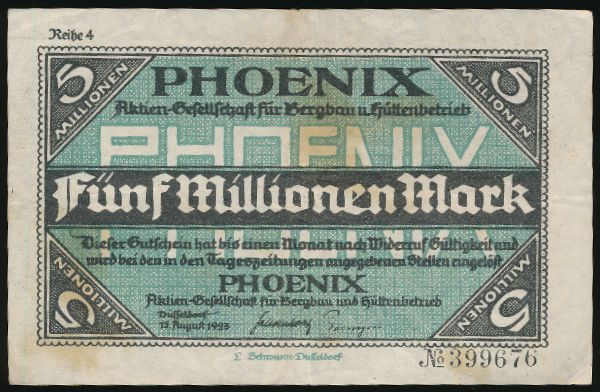 Reihe 4
5
MILLIONEN
5
MILLIONEN
PHOENIX
Aktien-Gesellschaft für Bergbau u. Hüttenbetrieb
PHOENIX
Fünf Millionen Mark
Dieser Gutschein hat bis einen Monat nach Widerruf Gültigkeit und
wird bei den in den Tageszeitungen angegebenen Stellen eingelöst.
PHOENIX
Aktien-Gesellschaft für Bergbau und Hüttenbetrieb
Düsseldorf
15. August 1923
5
MILLIONEN
5
MILLIONEN
L. Schwann-Düsseldorf
№ 399676